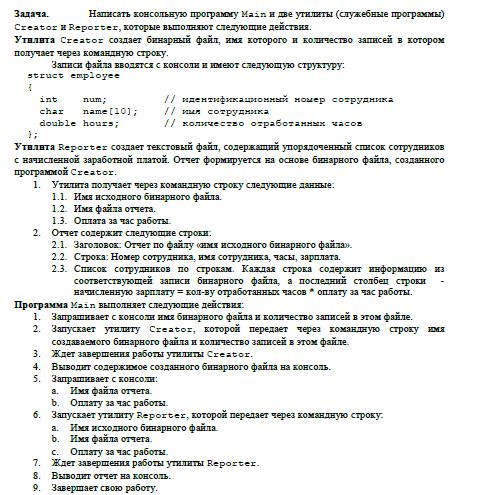 Задача. Написать консольную программу Main и две утилиты (служебные программы)
Creator и Reporter, которые выполняют следующие действия.
Утилита Creator создает бинарный файл, имя которого и количество записей в котором
получает через командную строку.
Записи файла вводятся с консоли и имеют следующую структуру:
struct employee
{
int num; // идентификационный номер сотрудника
char name[10]; // имя сотрудника
double hours; // количество отработанных часов
};
Утилита Reporter создает текстовый файл, содержащий упорядоченный список сотрудников
с начисленной заработной платой. Отчет формируется на основе бинарного файла, созданного
программой Creator.
1. Утилита получает через командную строку следующие данные:
1.1. Имя исходного бинарного файла.
1.2. Имя файла отчета.
1.3. Оплата за час работы.
2. Отчет содержит следующие строки:
2.1. Заголовок: Отчет по файлу «имя исходного бинарного файла».
2.2. Строка: Номер сотрудника, имя сотрудника, часы, зарплата.
2.3. Список сотрудников по строкам. Каждая строка содержит информацию из
соответствующей записи бинарного файла, а последний столбец строки -
начисленную зарплату = кол-ву отработанных часов * оплату за час работы.
Программа Main выполняет следующие действия:
1. Запрашивает с консоли имя бинарного файла и количество записей в этом файле.
2. Запускает утилиту Creator, которой передает через командную строку имя
создаваемого бинарного файла и количество записей в этом файле.
3. Ждет завершения работы утилиты Creator.
4. Выводит содержимое созданного бинарного файла на консоль.
5. Запрашивает с консоли:
a. Имя файла отчета.
b. Оплату за час работы.
6. Запускает утилиту Reporter, которой передает через командную строку:
a. Имя исходного бинарного файла.
b. Имя файла отчета.
c. Оплату за час работы.
7. Ждет завершения работы утилиты Reporter.
8. Выводит отчет на консоль.
9. Завершает свою работу.